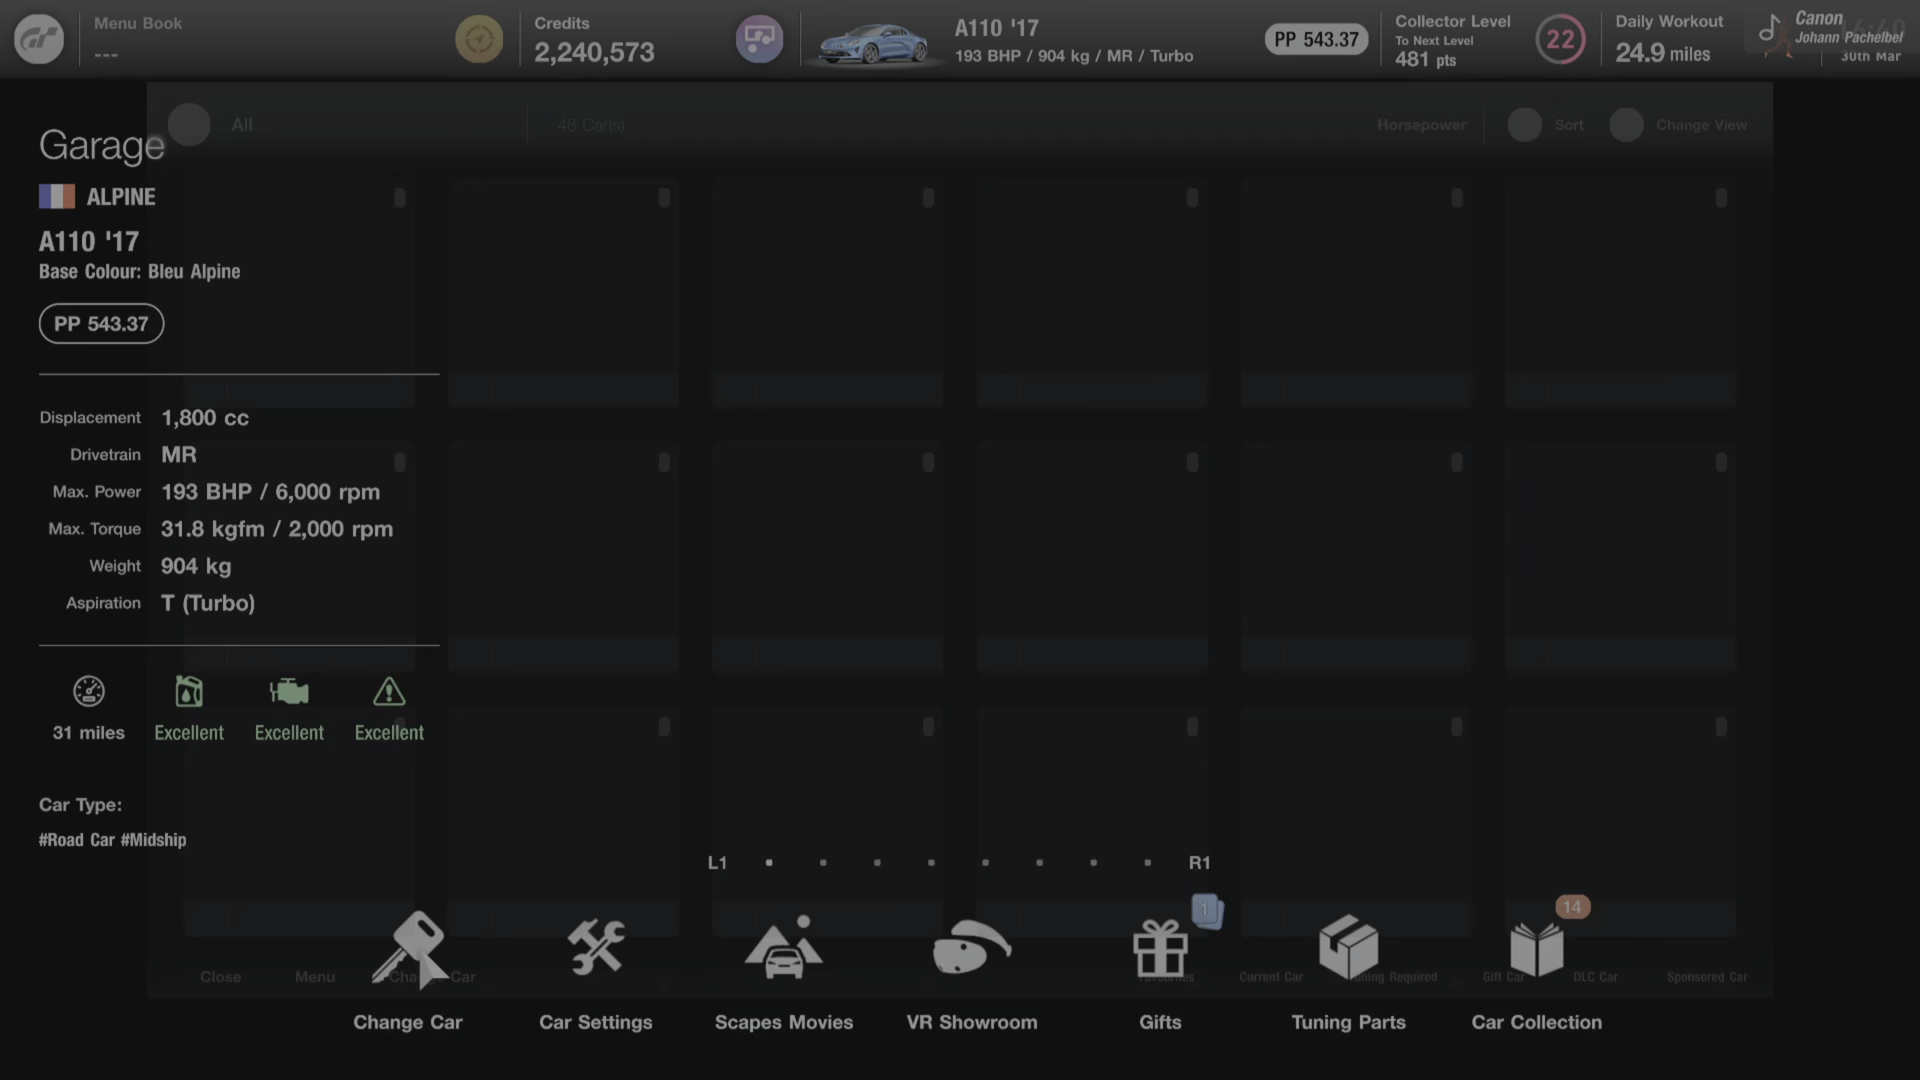 Menu Book
---
Credits
2,240,573
A110 '17
193 BHP / 904 kg / MR / Turbo
PP 543.37
Collector Level
To Next Level
481 pts
22
Daily Workout
24.9 miles
Canon
Johann Pachelbel
30th Mar
All
48 Car(s)
Horsepower
Sort
Change View
Garage
ALPINE
A110 '17
Base Colour: Bleu Alpine
PP 543.37
Displacement 1,800 cc
Drivetrain MR
Max. Power 193 BHP / 6,000 rpm
Max. Torque 31.8 kgfm / 2,000 rpm
Weight 904 kg
Aspiration T (Turbo)
31 miles
Excellent
Excellent
Excellent
Car Type:
#Road Car #Midship
L1
R1
1
14
Close
Menu
Change Car
Favourites
Current Car
Tuning Required
Gift Car
DLC Car
Sponsored Car
Change Car
Car Settings
Scapes Movies
VR Showroom
Gifts
Tuning Parts
Car Collection